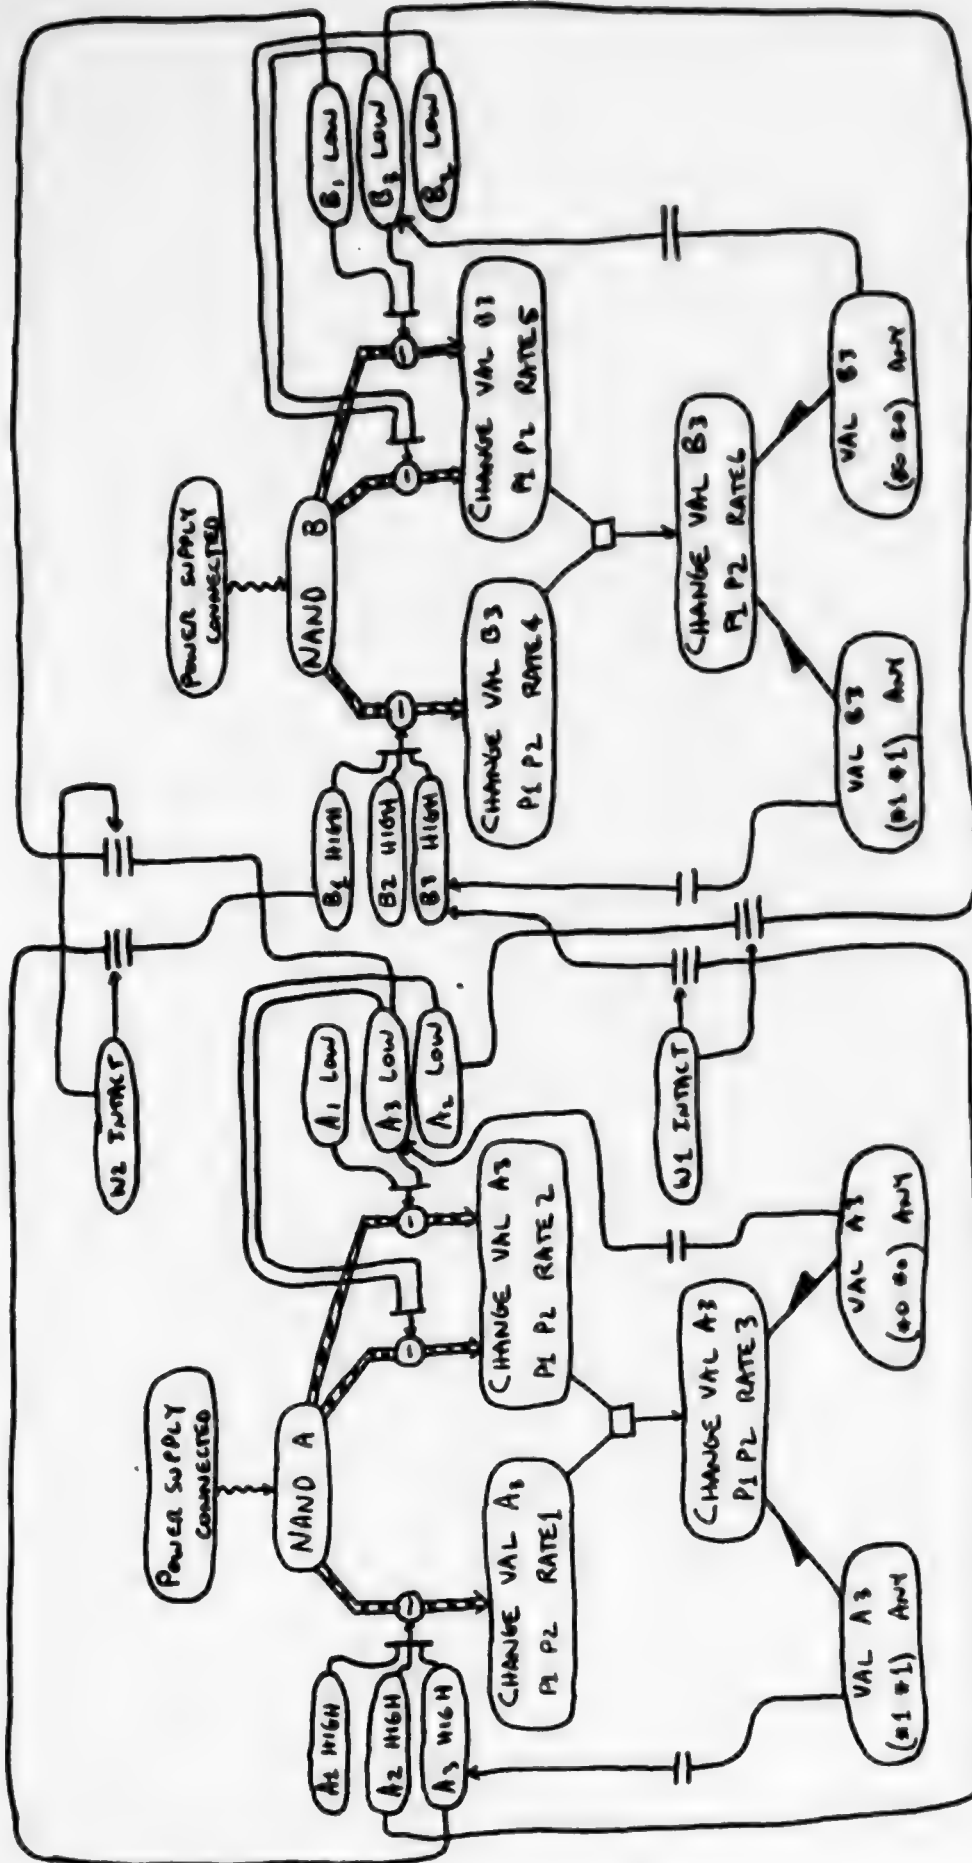 W2 INTACT
POWER SUPPLY
CONNECTED
NAND A
A1 HIGH
A2 HIGH
A3 HIGH
A1 LOW
A3 LOW
A2 LOW
CHANGE VAL A3
P1 P2 RATE1
CHANGE VAL A3
P1 P2 RATE2
CHANGE VAL A3
P1 P2 RATE3
VAL A3
(*1 *1) ANY
VAL A3
(*0 *0) ANY
W1 INTACT
POWER SUPPLY
CONNECTED
NAND B
B1 HIGH
B2 HIGH
B3 HIGH
B1 LOW
B3 LOW
B2 LOW
CHANGE VAL B3
P1 P2 RATE4
CHANGE VAL B3
P1 P2 RATE5
CHANGE VAL B3
P1 P2 RATE6
VAL B3
(*1 *1) ANY
VAL B3
(*0 *0) ANY